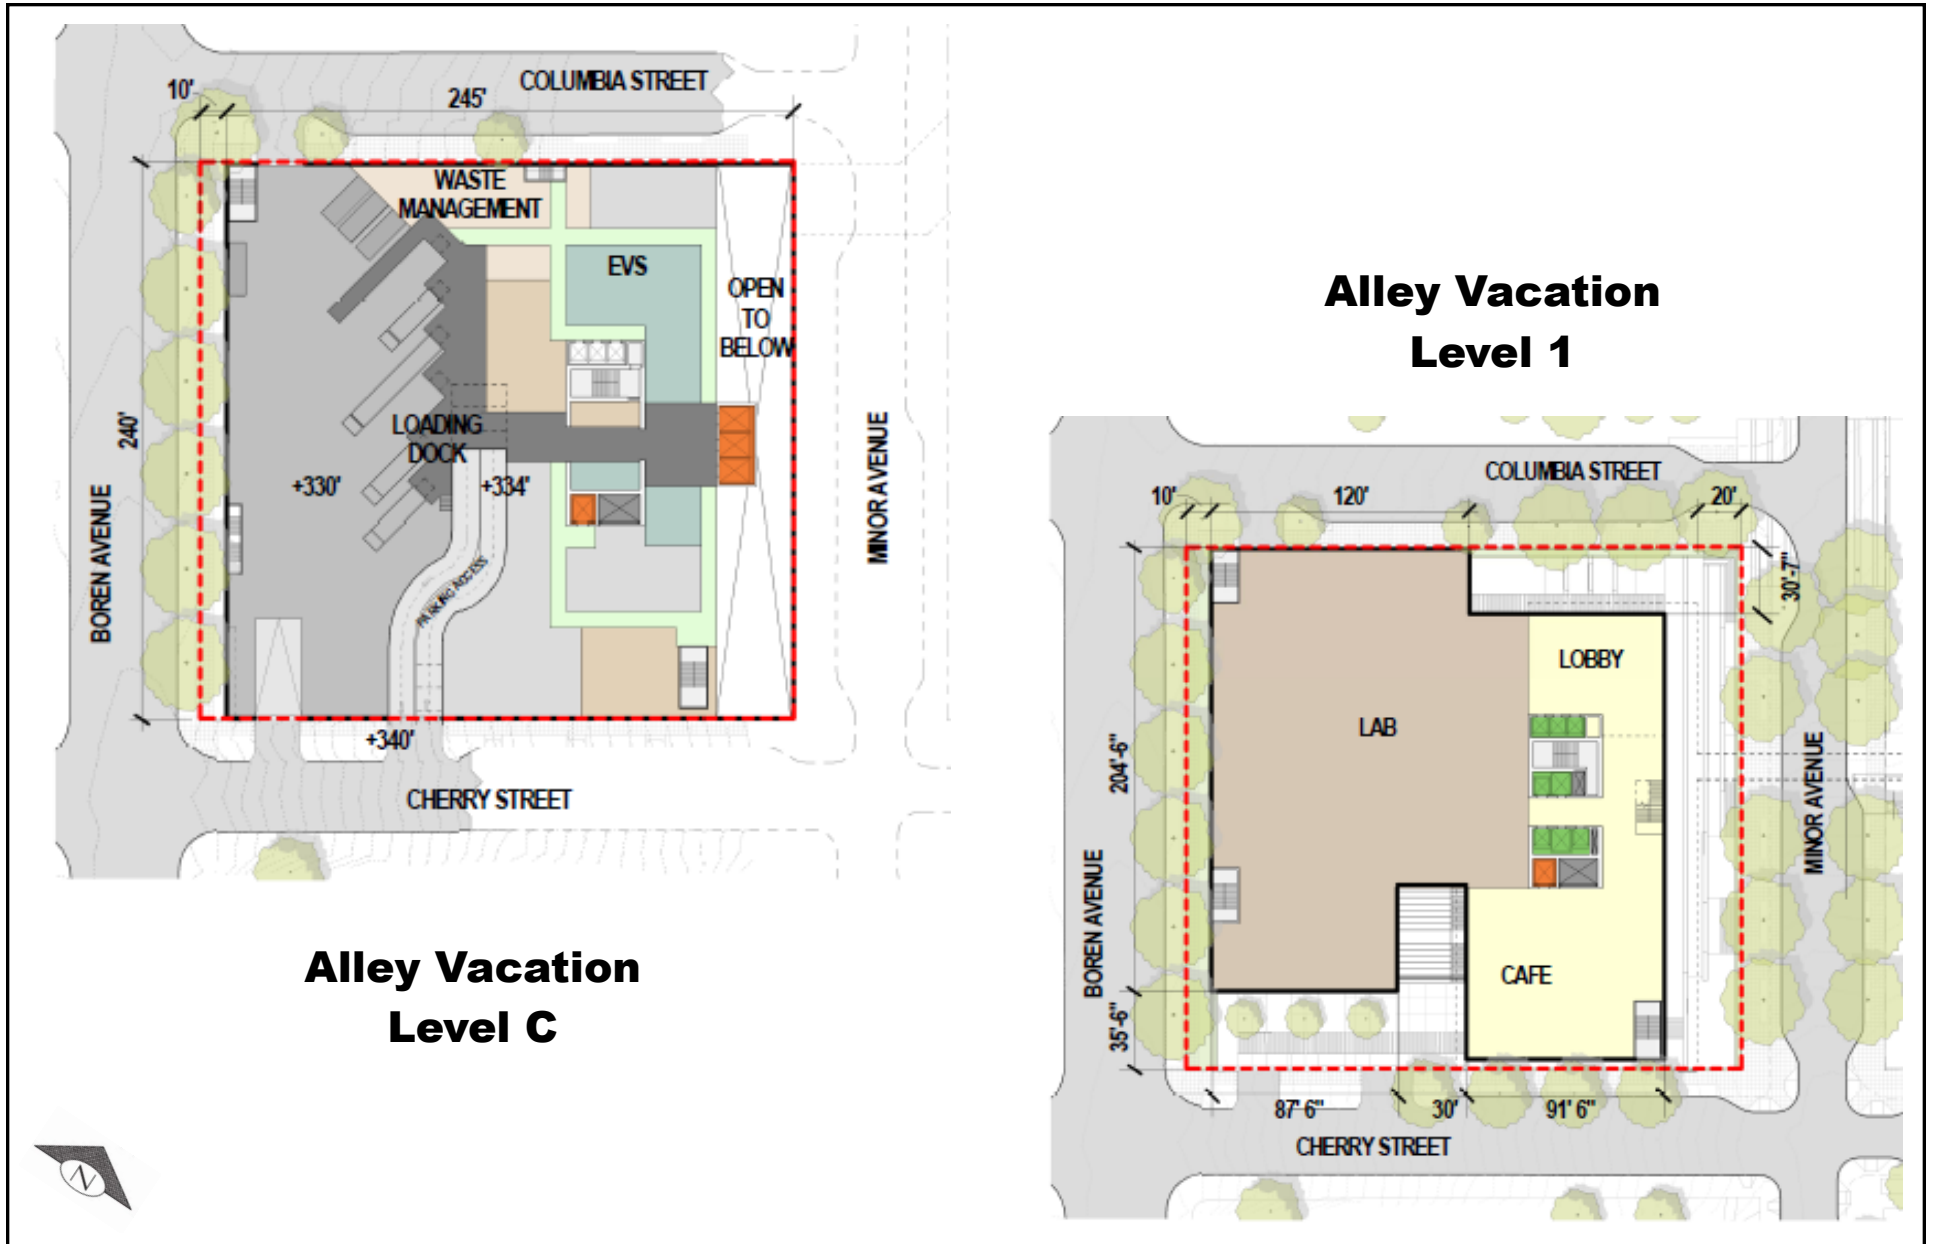 COLUMBIA STREET
10'
245'
WASTE
MANAGEMENT
EVS
OPEN
TO
BELOW
240'
LOADING
DOCK
+330'
+334'
BOREN AVENUE
MINOR AVENUE
PARKING ACCESS
+340'
CHERRY STREET
Alley Vacation
Level C
N
Alley Vacation
Level 1
COLUMBIA STREET
10'
120'
20'
30'-7"
LOBBY
LAB
204'-6"
MINOR AVENUE
BOREN AVENUE
CAFE
35'-6"
87' 6"
30'
91' 6"
CHERRY STREET